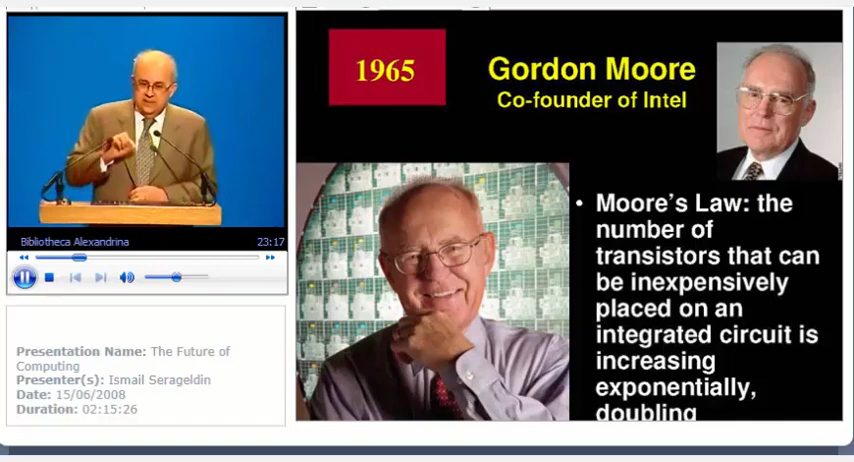 1965
Gordon Moore
Co-founder of Intel
Bibliotheca Alexandrina 23:17
Presentation Name: The Future of
Computing
Presenter(s): Ismail Serageldin
Date: 15/06/2008
Duration: 02:15:26
• Moore's Law: the
number of
transistors that can
be inexpensively
placed on an
integrated circuit is
increasing
exponentially,
doubling